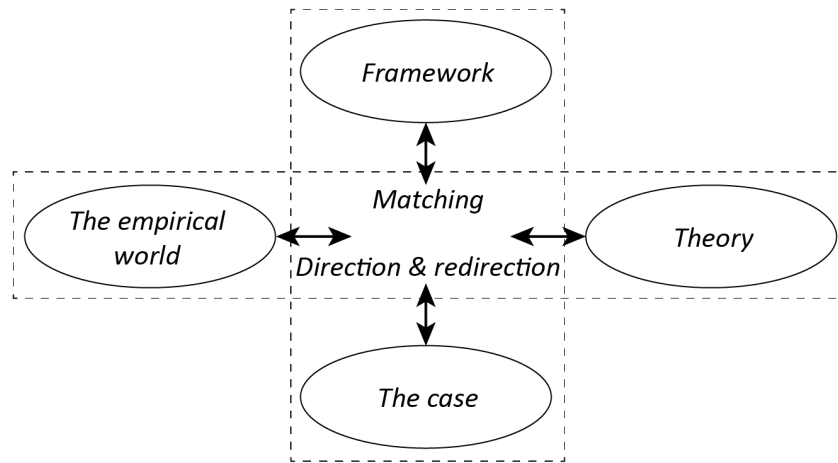 Framework
Matching
The empirical
world
Theory
Direction & redirection
The case